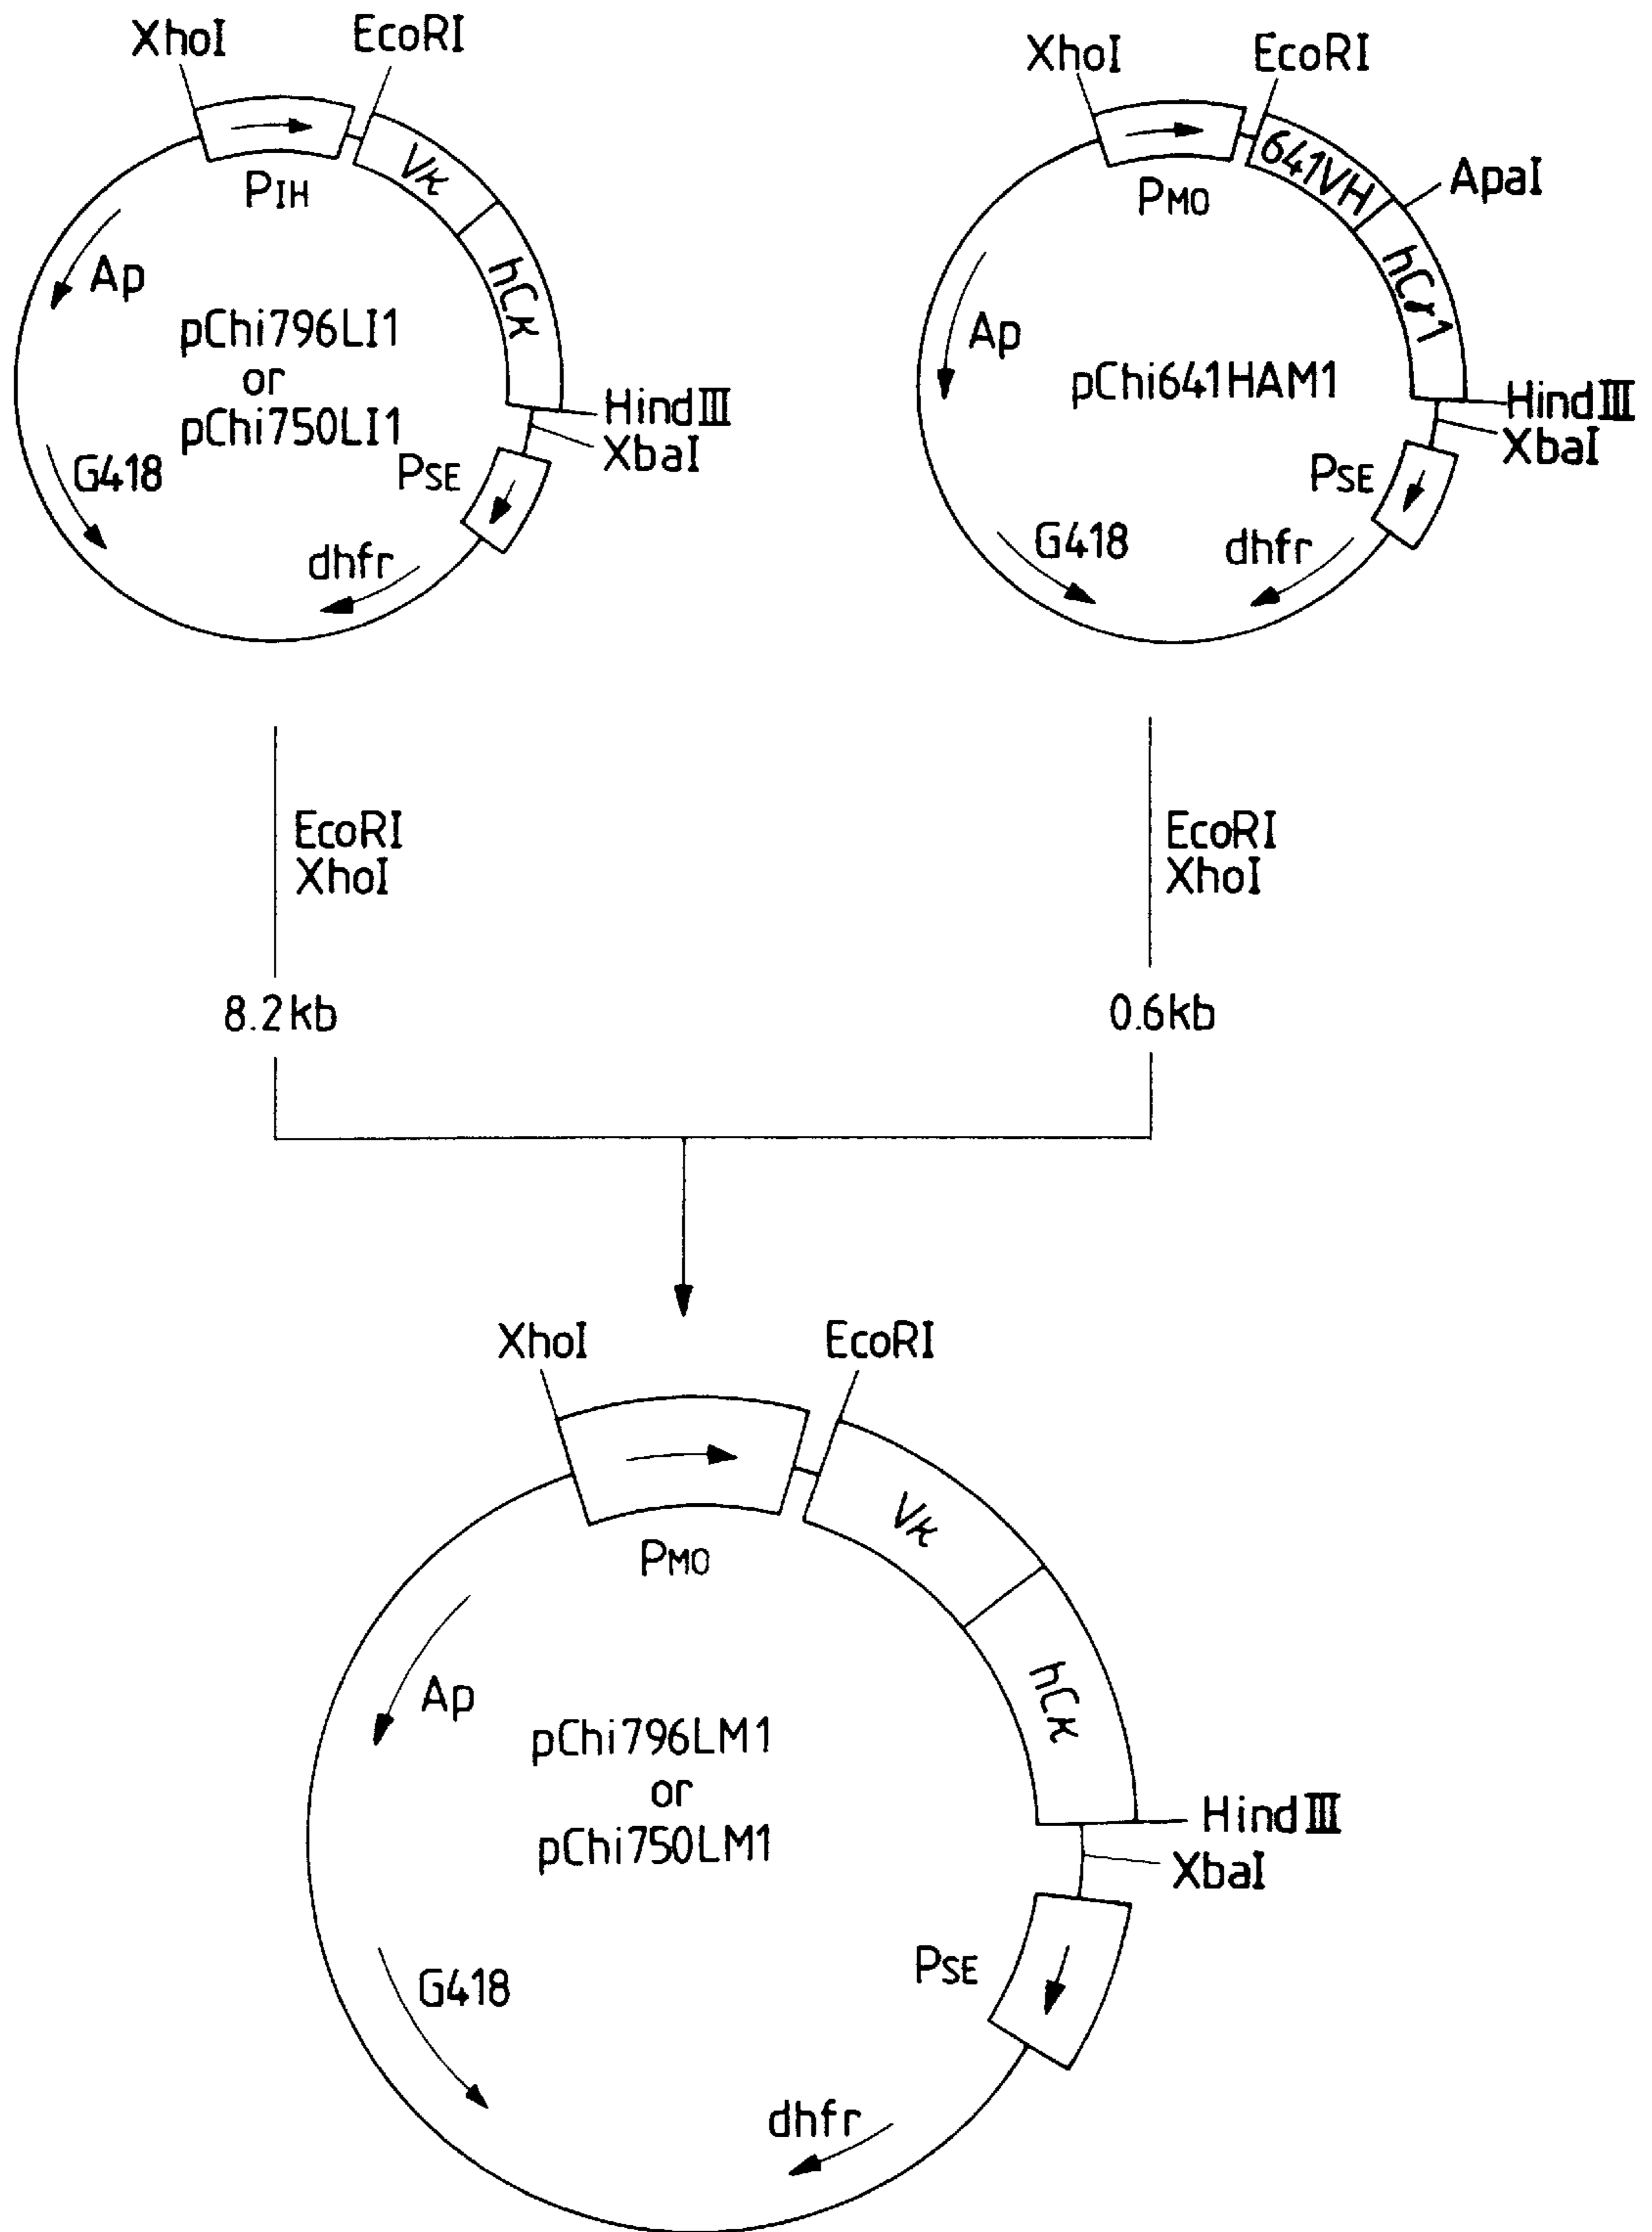 XhoI
EcoRI
PIH
Vκ
hCκ
Ap
pChi796LI1
or
pChi750LI1
HindIII
XbaI
G418
PSE
dhfr
XhoI
EcoRI
PMO
641VH
ApaI
hCγ1
Ap
pChi641HAM1
HindIII
XbaI
PSE
G418
dhfr
EcoRI
XhoI
8.2kb
EcoRI
XhoI
0.6kb
XhoI
EcoRI
PMO
Vκ
hCκ
Ap
pChi796LM1
or
pChi750LM1
HindIII
XbaI
PSE
G418
dhfr